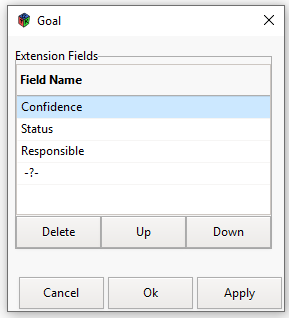 Goal
Extension Fields
Field Name
Confidence
Status
Responsible
-?-
Delete Up Down
Cancel Ok Apply